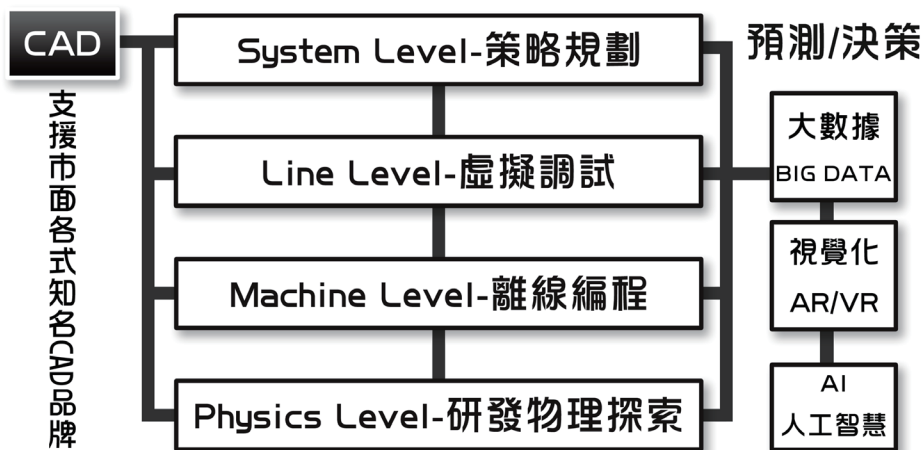 CAD
支援市面各式知名CAD品牌
System Level-策略規劃
Line Level-虛擬調試
Machine Level-離線編程
Physics Level-研發物理探索
預測/決策
大數據
BIG DATA
視覺化
AR/VR
AI
人工智慧